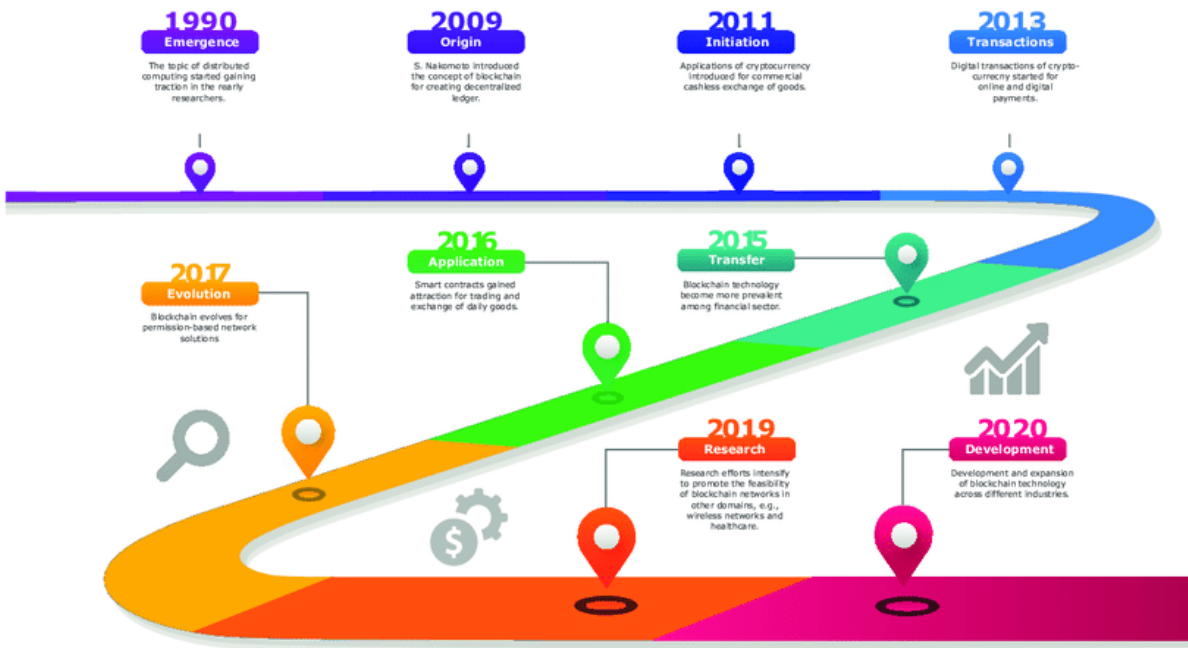 1990
Emergence
The topic of distributed
computing started gaining
traction in the nearly
researchers.
2009
Origin
S. Nakomoto introduced
the concept of blockchain
for creating decentralized
ledger.
2011
Initiation
Applications of cryptocurrency
introduced for commercial
cashless exchange of goods.
2013
Transactions
Digital transactions of crypto-
currecny started for
online and digital
payments.
2015
Transfer
Blockchain technology
become more prevalent
among financial sector.
2016
Application
Smart contracts gained
attraction for trading and
exchange of daily goods.
2017
Evolution
Blockchain evolves for
permission-based network
solutions
2019
Research
Research efforts intensify
to promote the feasibility
of blockchain networks in
other domains, e.g.,
wireless networks and
healthcare.
2020
Development
Development and expansion
of blockchain technology
across different industries.
$